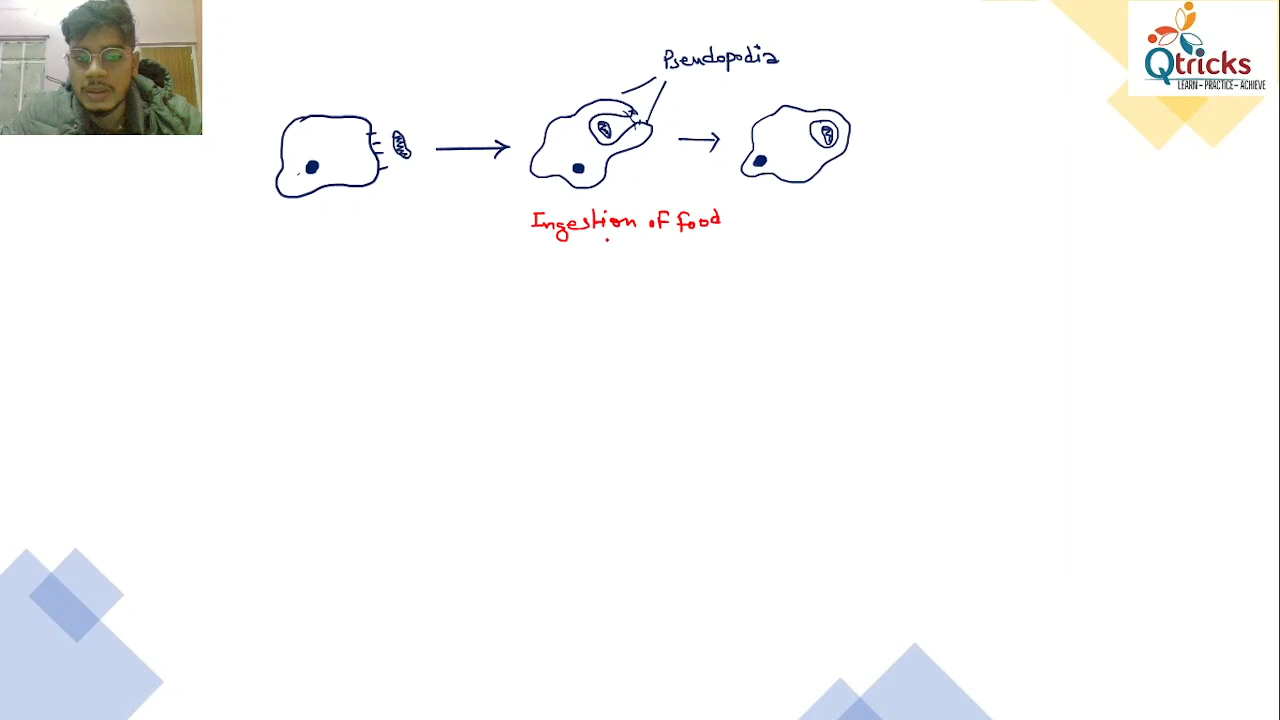 Pseudopodia
Qtricks
LEARN – PRACTICE – ACHIEVE
Ingestion of food